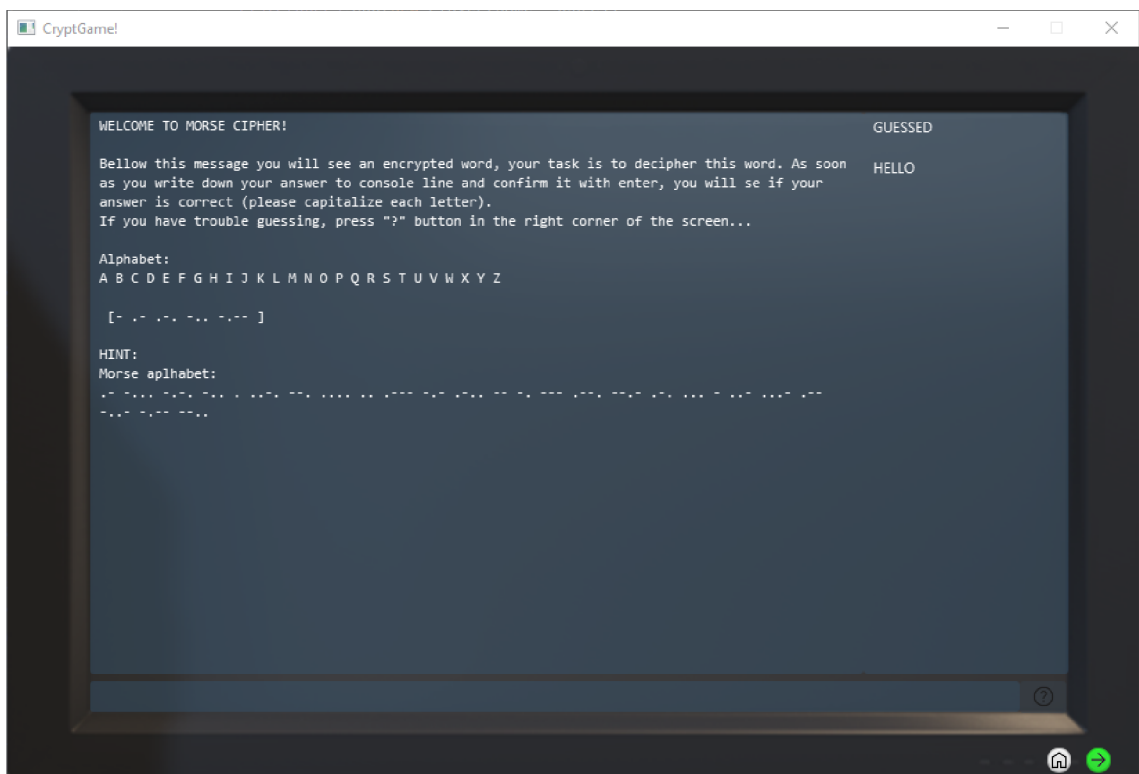 CryptGame!
WELCOME TO MORSE CIPHER!
Bellow this message you will see an encrypted word, your task is to decipher this word. As soon
as you write down your answer to console line and confirm it with enter, you will se if your
answer is correct (please capitalize each letter).
If you have trouble guessing, press "?" button in the right corner of the screen...
Alphabet:
A B C D E F G H I J K L M N O P Q R S T U V W X Y Z
[- .- .-. -.. -.-- ]
HINT:
Morse aplhabet:
.- -... -.-. -.. . ..-. --. .... .. .--- -.- .-.. -- -. --- .--. --.- .-. ... - ..- ...- .--
-..- -.-- --..
GUESSED
HELLO
?